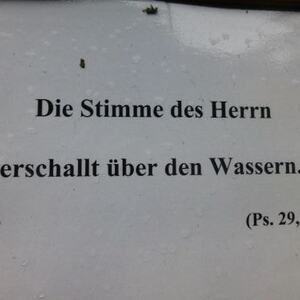 Die Stimme des Herrn
erschallt über den Wassern.
(Ps. 29,